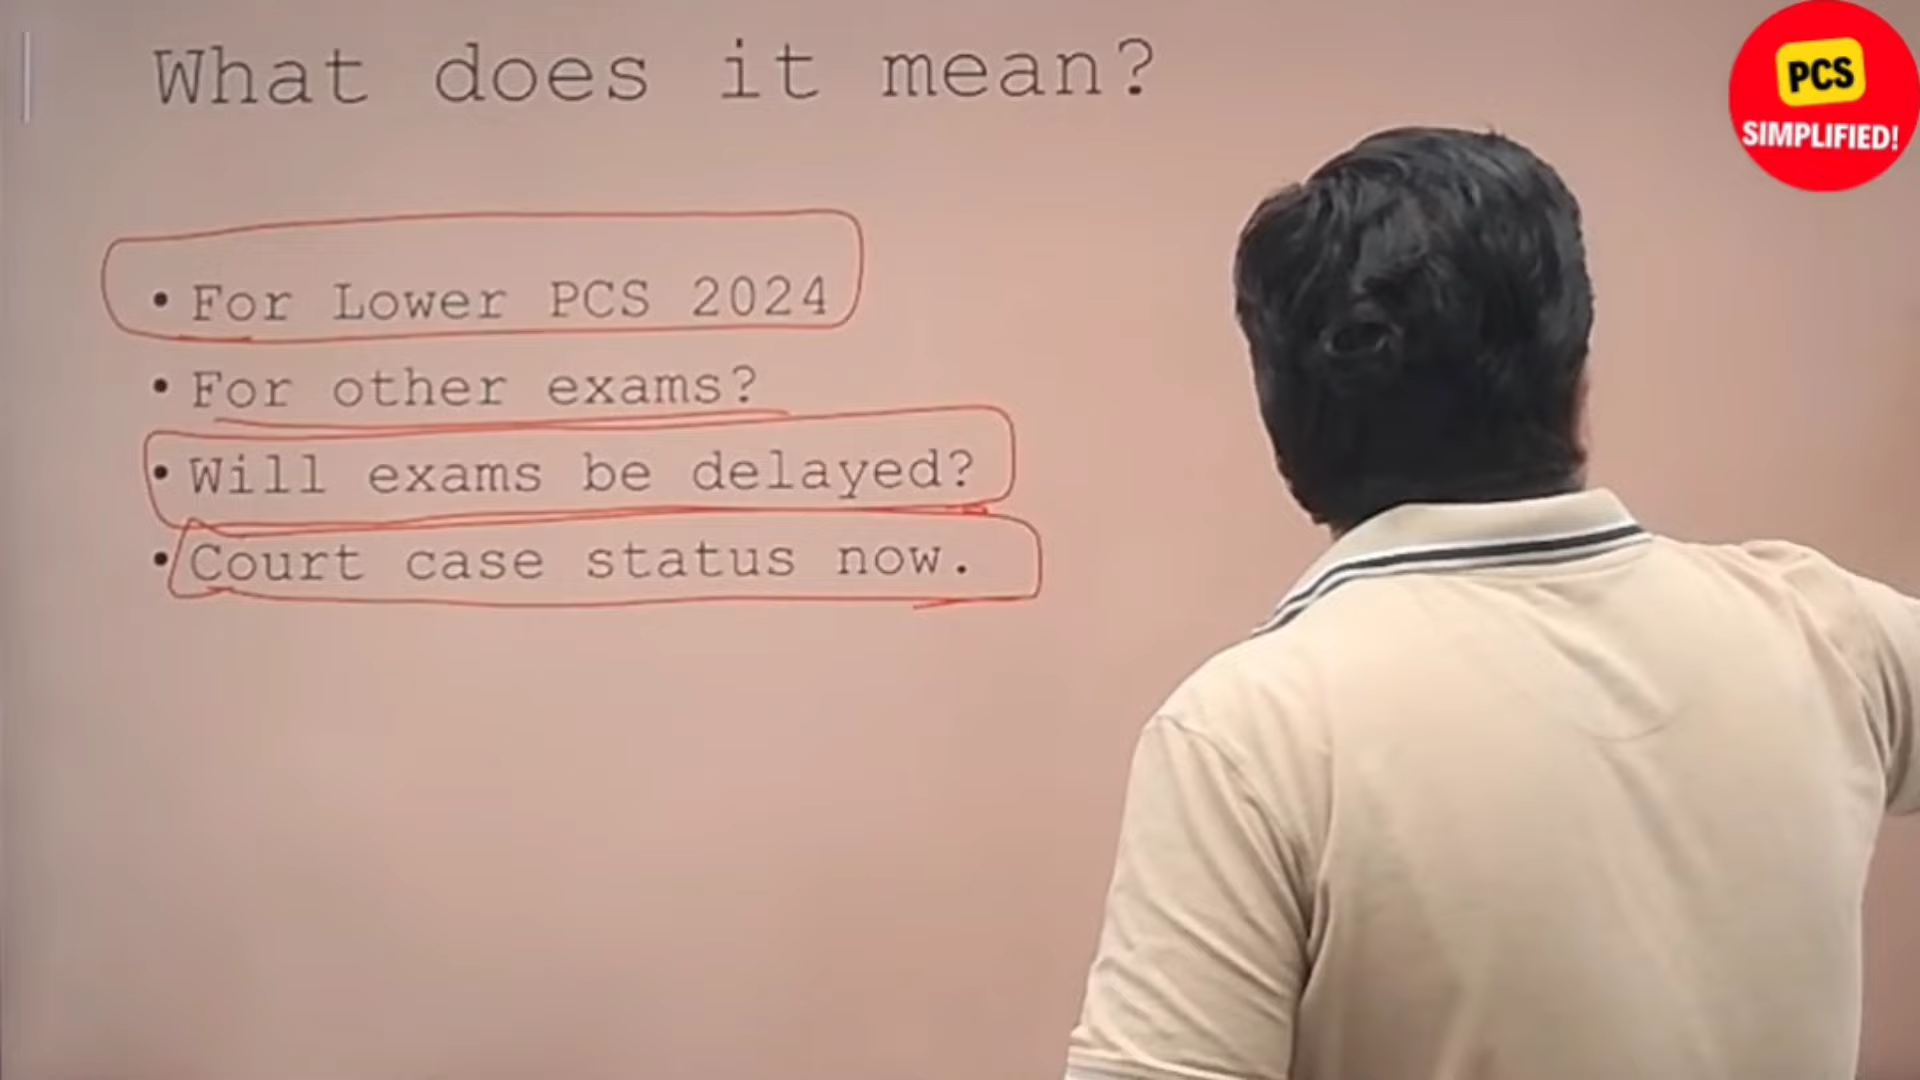 What does it mean?
PCS
SIMPLIFIED!
• For Lower PCS 2024
• For other exams?
• Will exams be delayed?
• Court case status now.